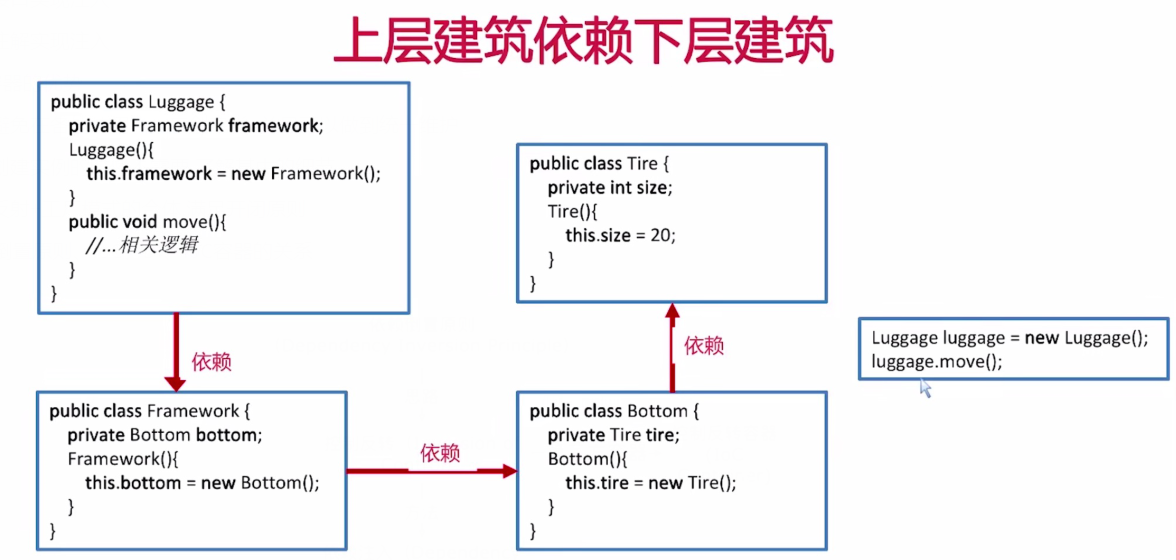 上层建筑依赖下层建筑
public class Luggage {
private Framework framework;
Luggage(){
this.framework = new Framework();
}
public void move(){
//...相关逻辑
}
}
依赖
public class Framework {
private Bottom bottom;
Framework(){
this.bottom = new Bottom();
}
}
依赖
public class Bottom {
private Tire tire;
Bottom(){
this.tire = new Tire();
}
}
依赖
public class Tire {
private int size;
Tire(){
this.size = 20;
}
}
Luggage luggage = new Luggage();
luggage.move();